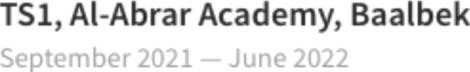 TS1, Al-Abrar Academy, Baalbek
September 2021 — June 2022